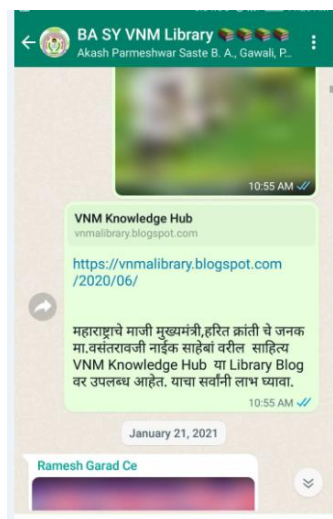 BA SY VNM Library 📚📚📚📚
Akash Parmeshwar Saste B. A., Gawali, P...
10:55 AM
VNM Knowledge Hub
vnmalibrary.blogspot.com
https://vnmalibrary.blogspot.com
/2020/06/
महाराष्ट्राचे माजी मुख्यमंत्री,हरित क्रांती चे जनक
मा.वसंतरावजी नाईक साहेबां वरील साहित्य
VNM Knowledge Hub या Library Blog
वर उपलब्ध आहेत. याचा सर्वांनी लाभ घ्यावा.
10:55 AM
January 21, 2021
Ramesh Garad Ce